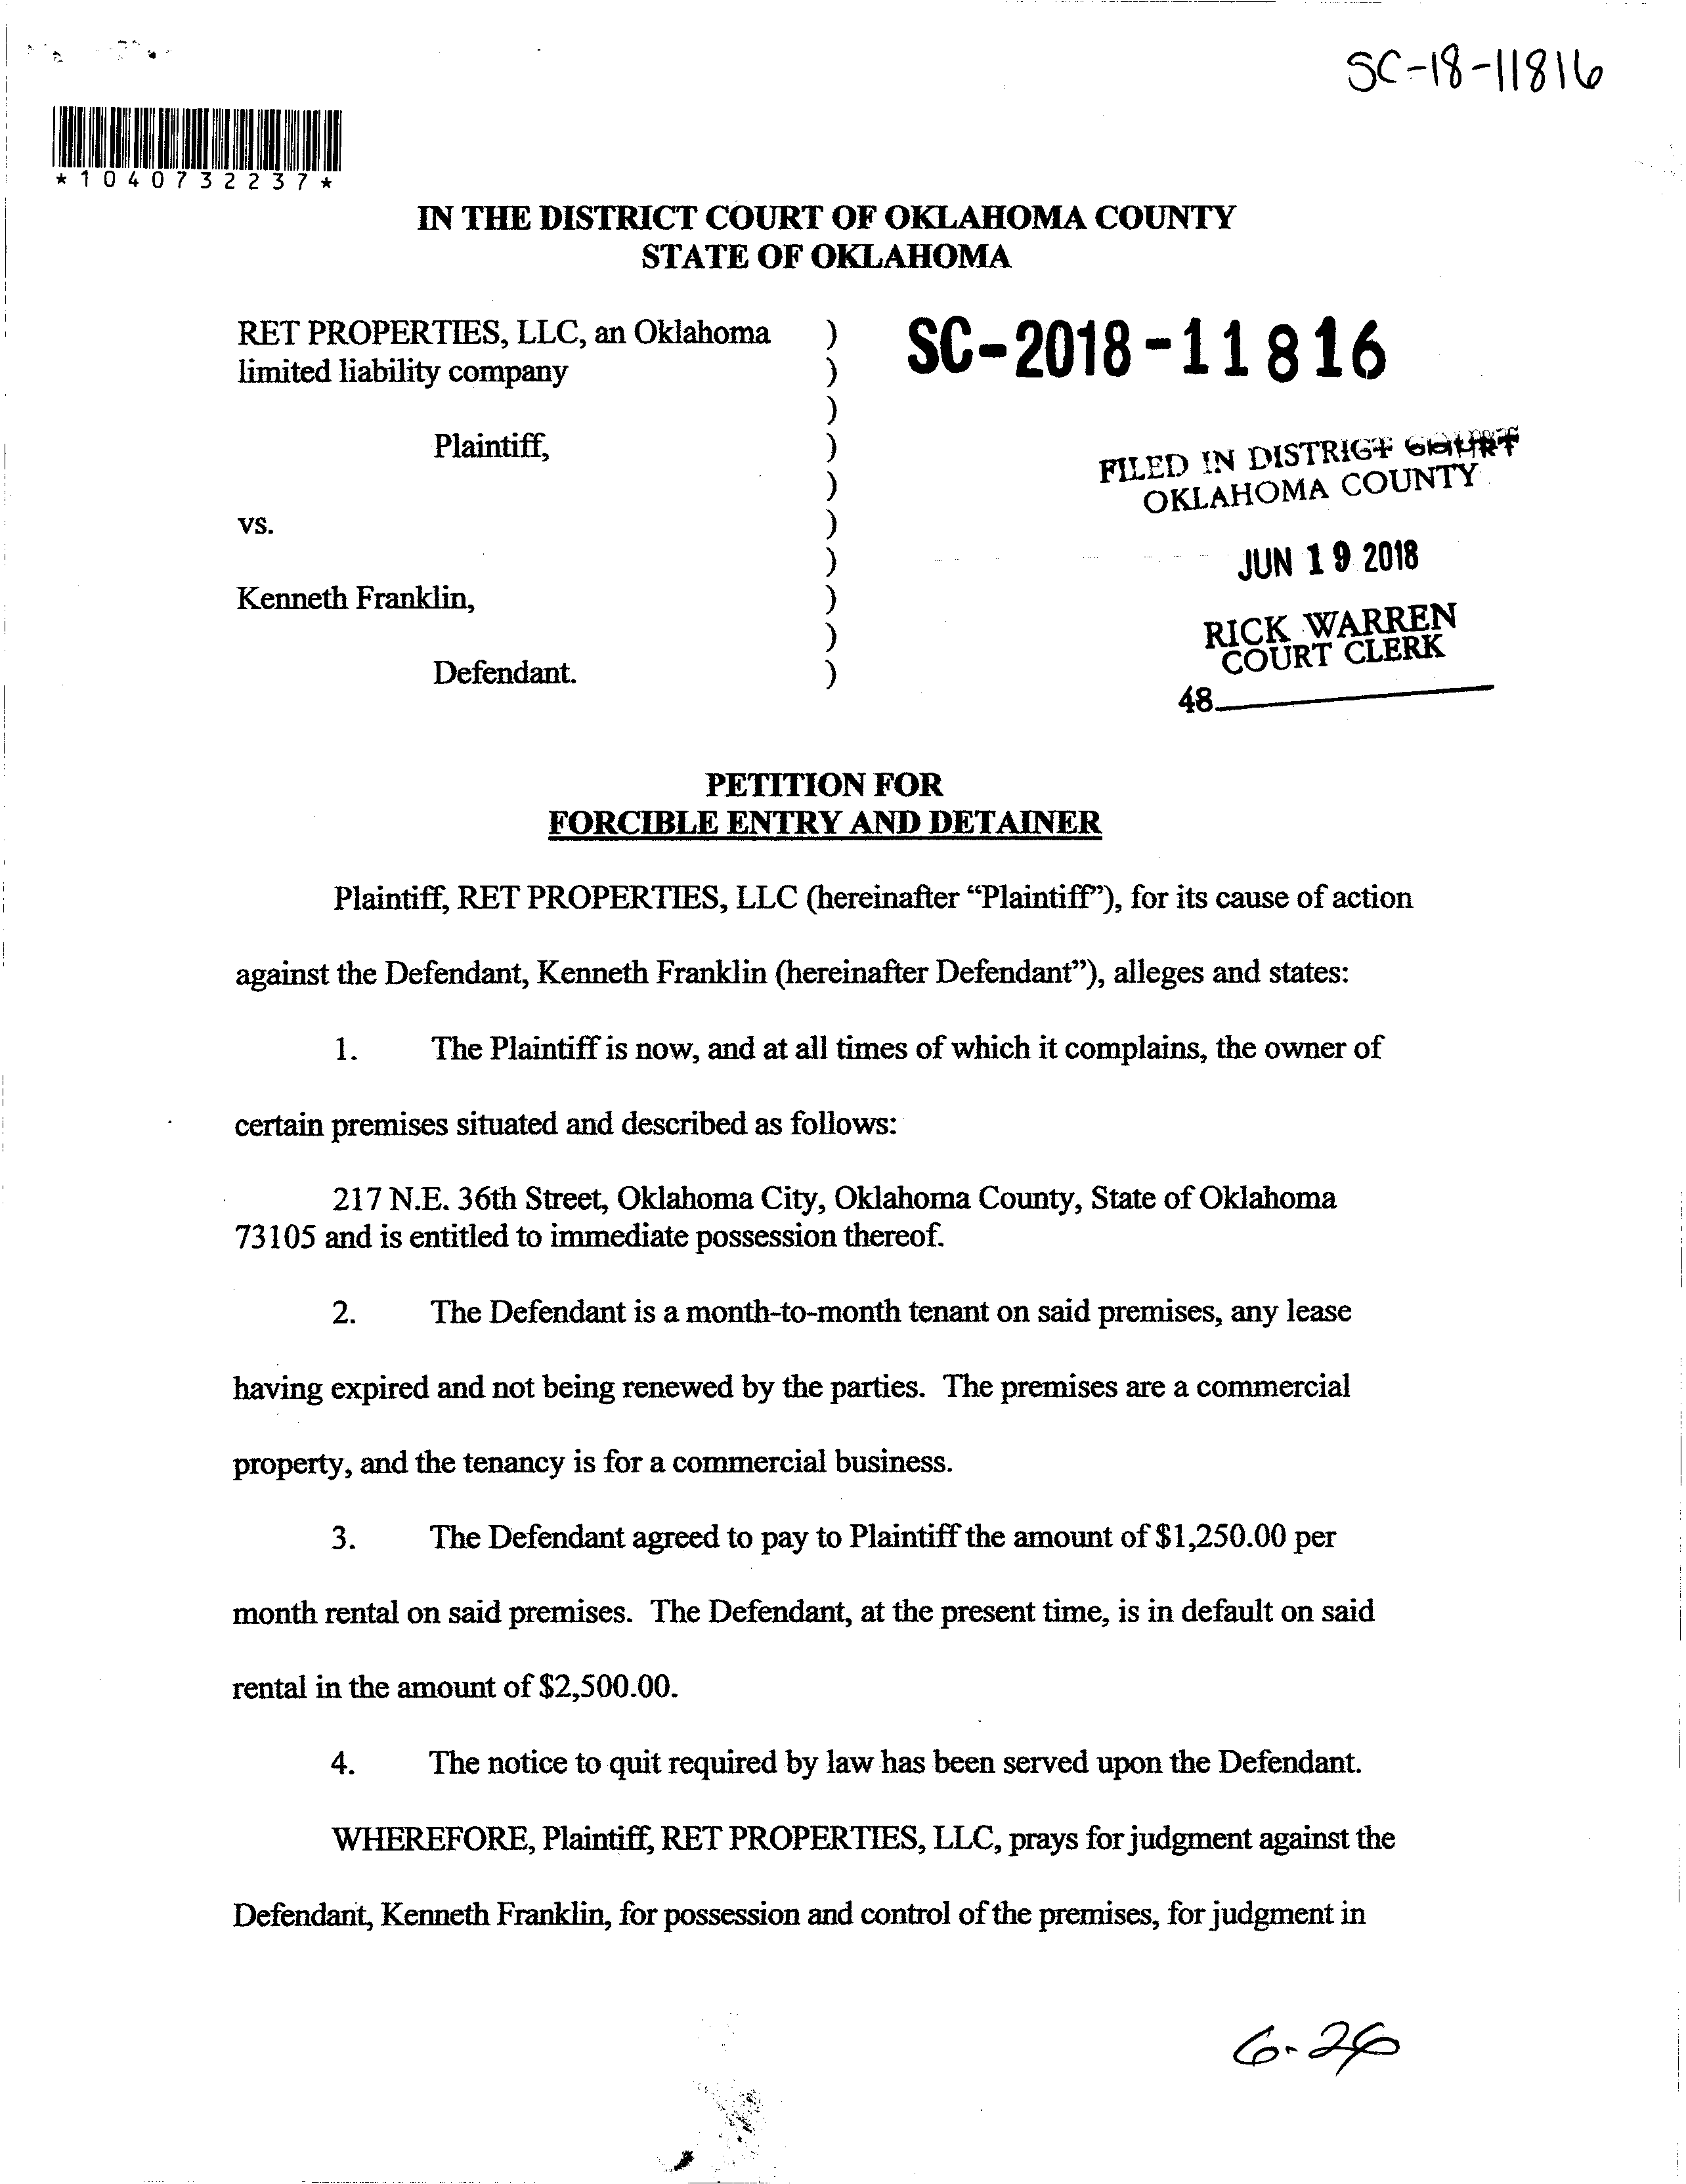 SC-18-11816
*1040732237*
IN THE DISTRICT COURT OF OKLAHOMA COUNTY
STATE OF OKLAHOMA
RET PROPERTIES, LLC, an Oklahoma )
limited liability company )
)
Plaintiff, )
)
vs. )
)
Kenneth Franklin, )
)
Defendant. )
SC-2018-11816
FILED IN DISTRICT COURT
OKLAHOMA COUNTY
JUN 19 2018
RICK WARREN
COURT CLERK
48
PETITION FOR
FORCIBLE ENTRY AND DETAINER
Plaintiff, RET PROPERTIES, LLC (hereinafter “Plaintiff”), for its cause of action
against the Defendant, Kenneth Franklin (hereinafter Defendant”), alleges and states:
1. The Plaintiff is now, and at all times of which it complains, the owner of
certain premises situated and described as follows:
217 N.E. 36th Street, Oklahoma City, Oklahoma County, State of Oklahoma
73105 and is entitled to immediate possession thereof.
2. The Defendant is a month-to-month tenant on said premises, any lease
having expired and not being renewed by the parties. The premises are a commercial
property, and the tenancy is for a commercial business.
3. The Defendant agreed to pay to Plaintiff the amount of $1,250.00 per
month rental on said premises. The Defendant, at the present time, is in default on said
rental in the amount of $2,500.00.
4. The notice to quit required by law has been served upon the Defendant.
WHEREFORE, Plaintiff, RET PROPERTIES, LLC, prays for judgment against the
Defendant, Kenneth Franklin, for possession and control of the premises, for judgment in
6-26